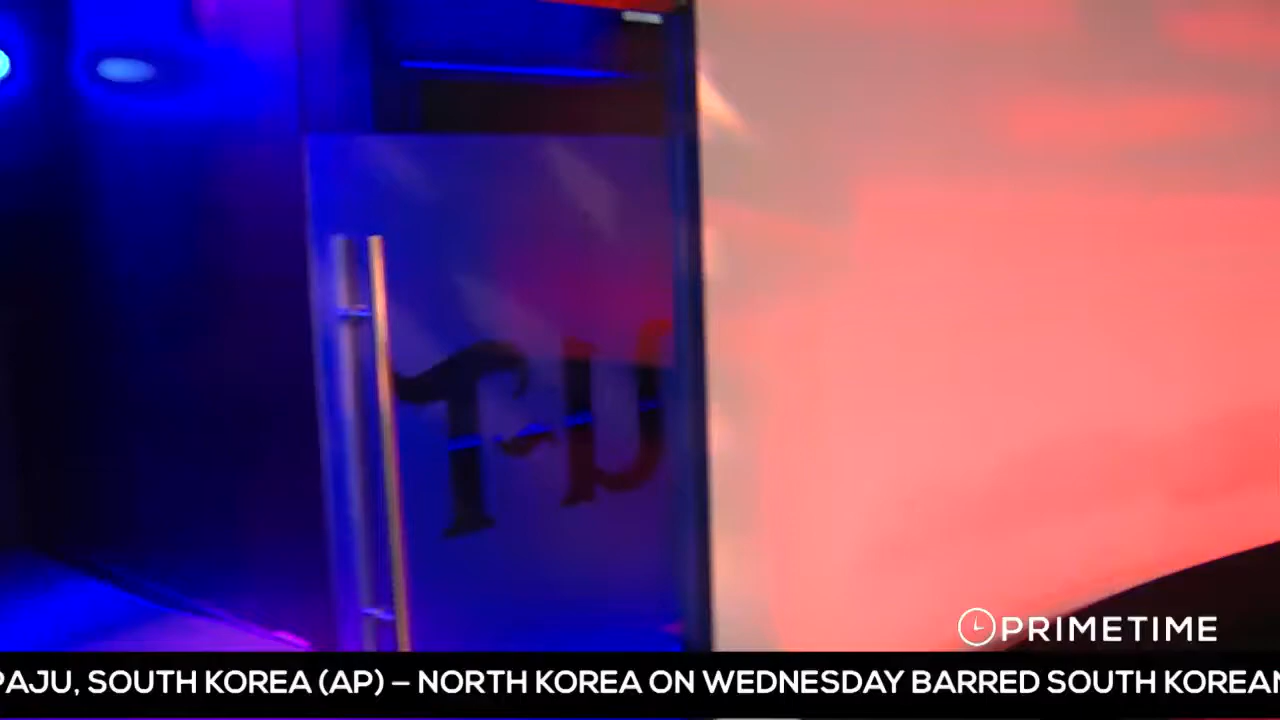 PRIMETIME
PAJU, SOUTH KOREA (AP) – NORTH KOREA ON WEDNESDAY BARRED SOUTH KOREAN